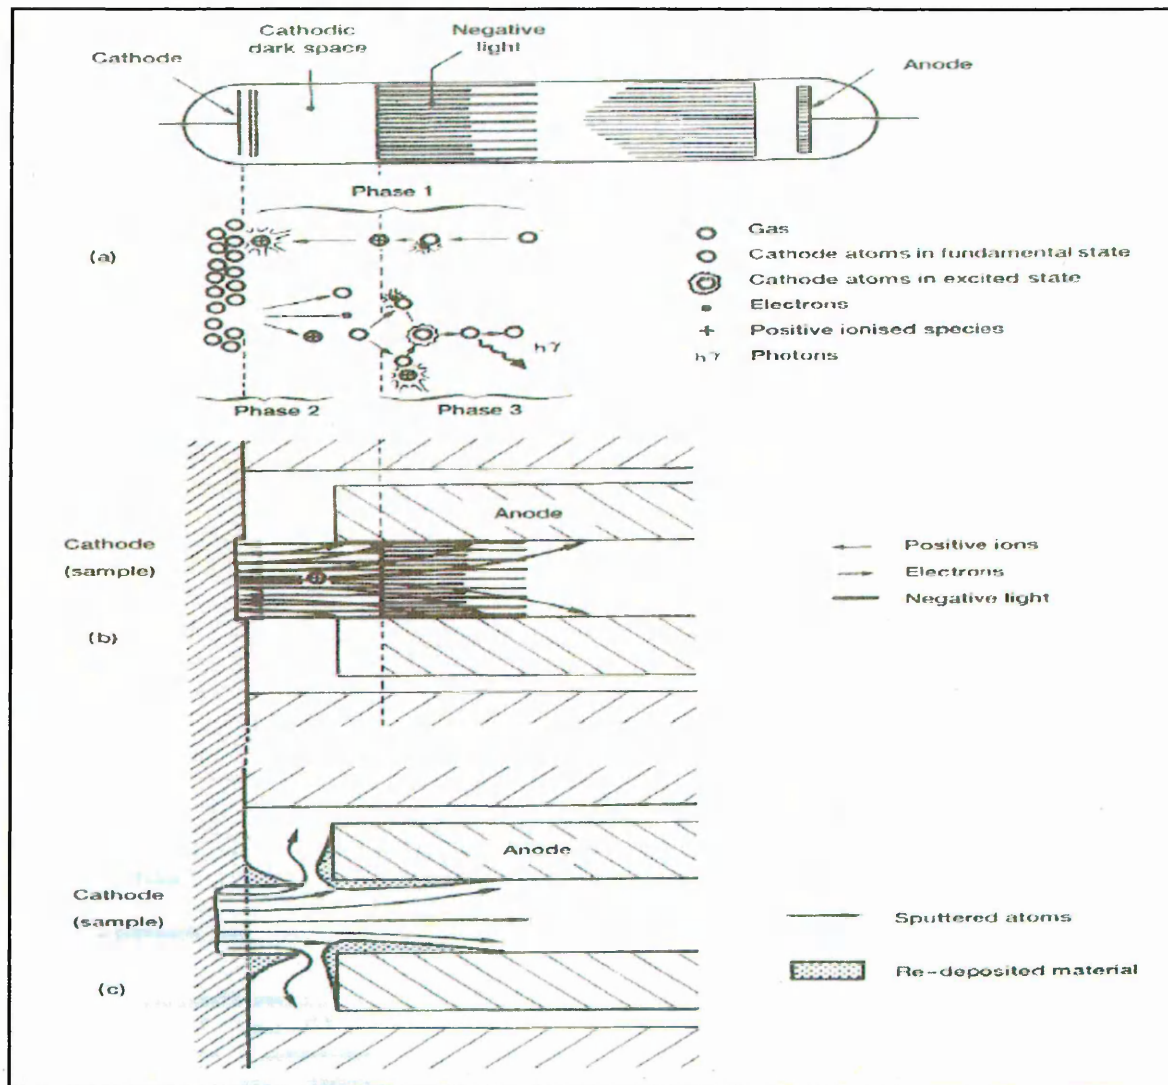 Cathodic
dark space
Negative
light
Cathode
Anode
Phase 1
(a)
Gas
Cathode atoms in fundamental state
Cathode atoms in excited state
Electrons
+ Positive ionised species
hγ Photons
hγ
Phase 2
Phase 3
Anode
Cathode
(sample)
Positive ions
Electrons
Negative light
(b)
Anode
Cathode
(sample)
Sputtered atoms
Re-deposited material
(c)